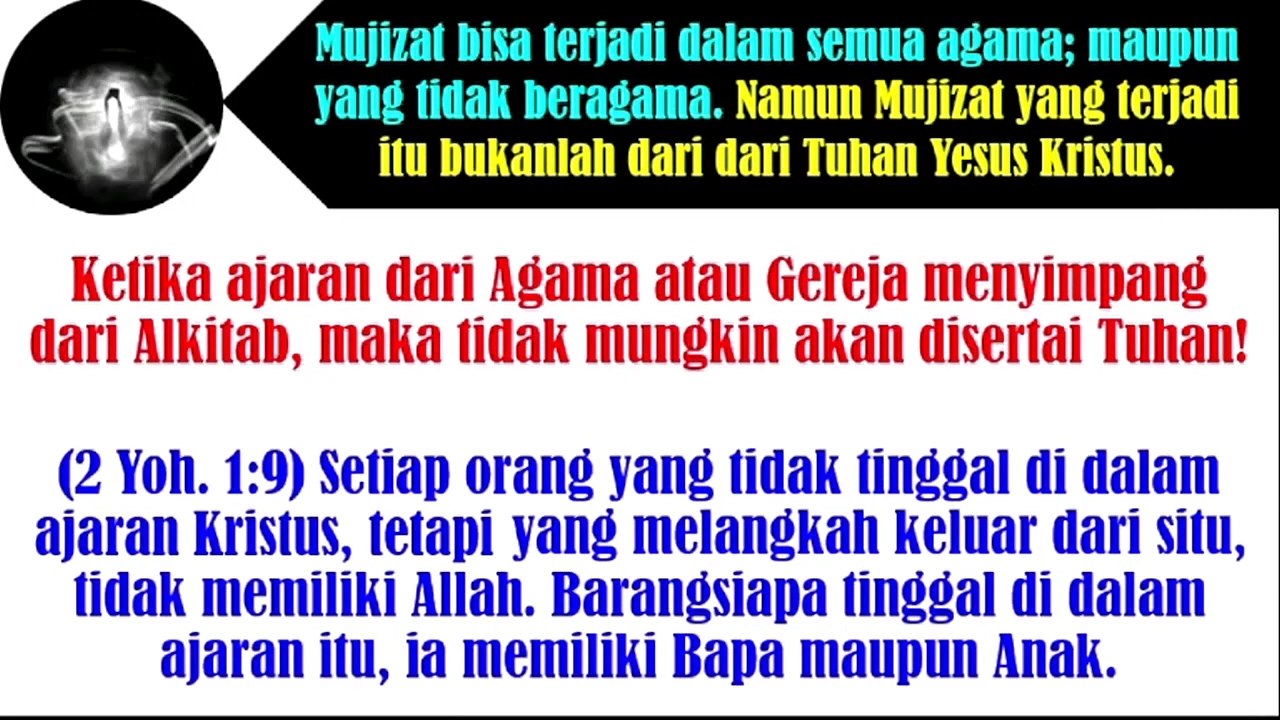 Mujizat bisa terjadi dalam semua agama; maupun
yang tidak beragama. Namun Mujizat yang terjadi
itu bukanlah dari dari Tuhan Yesus Kristus.
Ketika ajaran dari Agama atau Gereja menyimpang
dari Alkitab, maka tidak mungkin akan disertai Tuhan!
(2 Yoh. 1:9) Setiap orang yang tidak tinggal di dalam
ajaran Kristus, tetapi yang melangkah keluar dari situ,
tidak memiliki Allah. Barangsiapa tinggal di dalam
ajaran itu, ia memiliki Bapa maupun Anak.